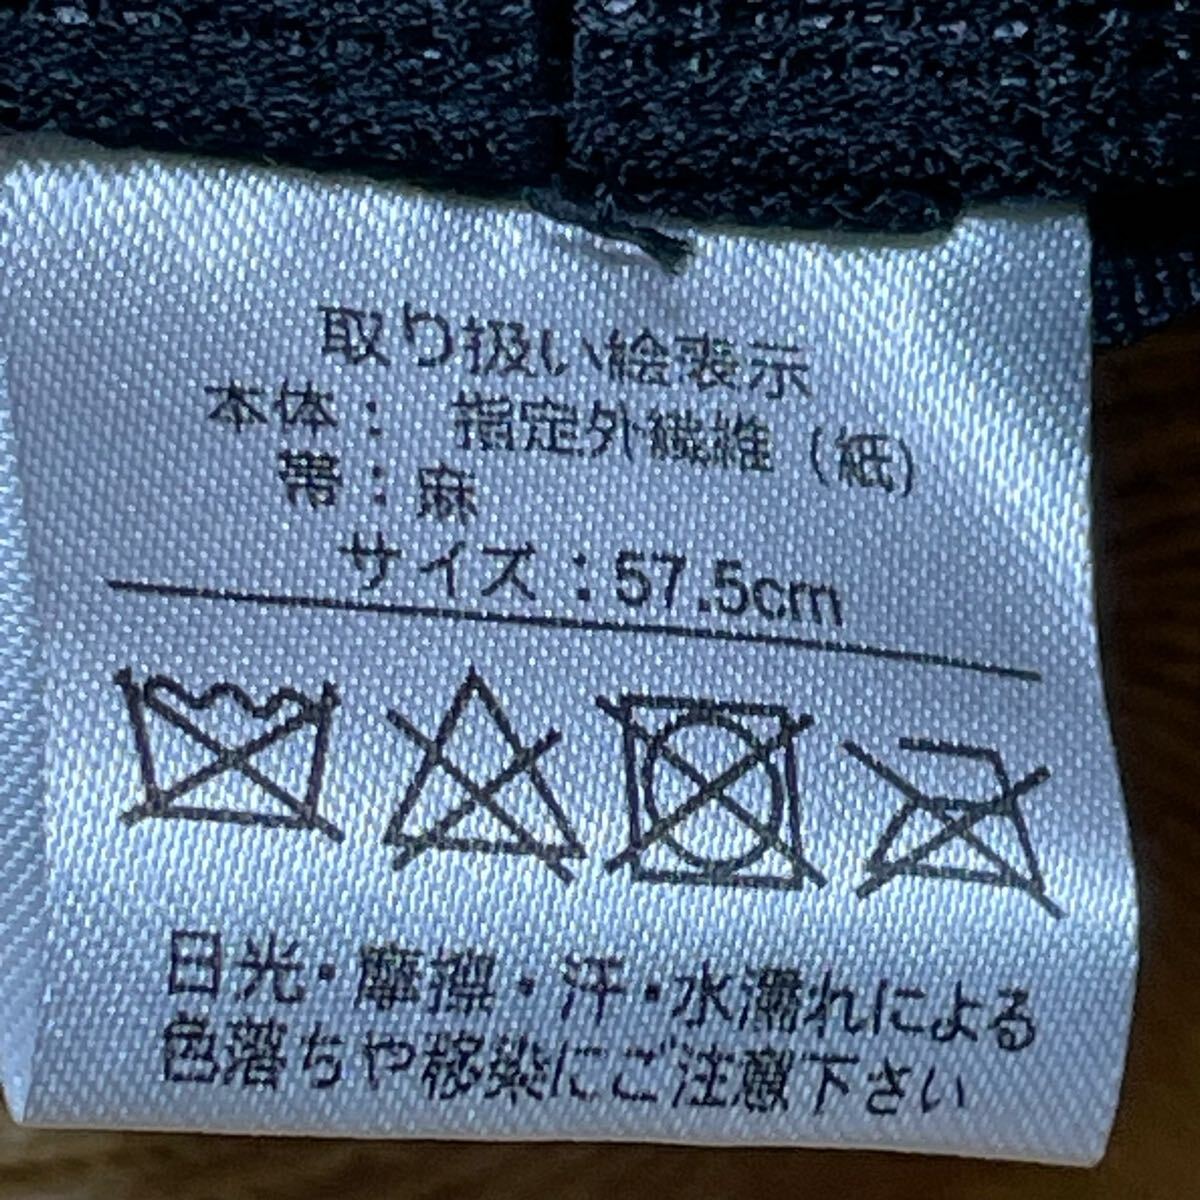 取り扱い絵表示
本体： 指定外繊維（紙）
帯：麻
サイズ：57.5cm
日光・摩擦・汗・水濡れによる
色落ちや移染にご注意下さい